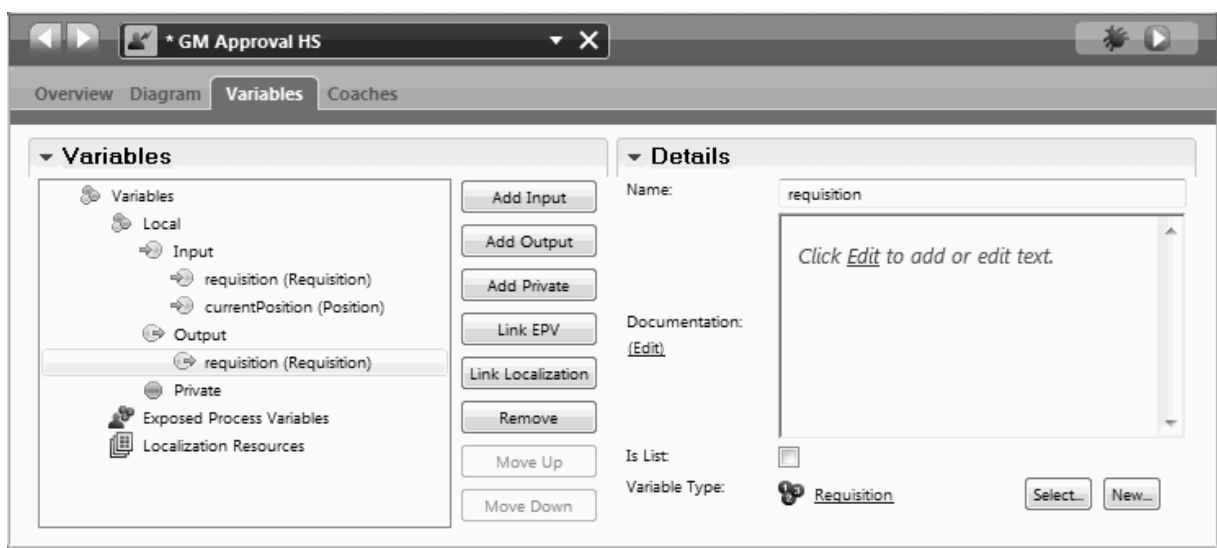 * GM Approval HS
Overview Diagram Variables Coaches
Variables
Variables
Local
Input
requisition (Requisition)
currentPosition (Position)
Output
requisition (Requisition)
Private
Exposed Process Variables
Localization Resources
Add Input
Add Output
Add Private
Link EPV
Link Localization
Remove
Move Up
Move Down
Details
Name: requisition
Click Edit to add or edit text.
Documentation:
(Edit)
Is List:
Variable Type: Requisition Select... New...